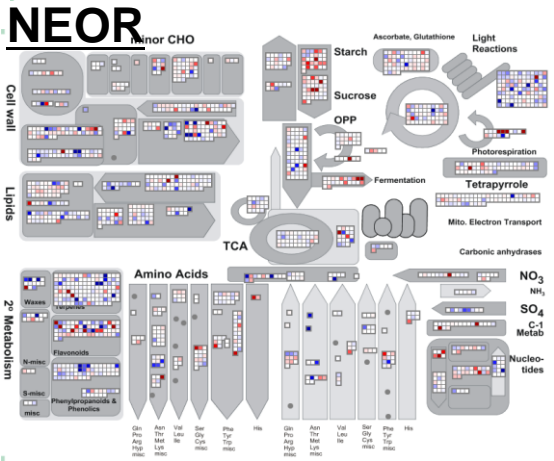 NEOR
minor CHO
Ascorbate, Glutathione
Light
Reactions
Starch
Sucrose
OPP
Cell wall
Photorespiration
Fermentation
Tetrapyrrole
Lipids
Mito. Electron Transport
TCA
Carbonic anhydrases
Amino Acids
NO3
NH3
SO4
C-1
Metab
Nucleo-
tides
2° Metabolism
Waxes
Terpenes
Flavonoids
N-misc
S-misc
Phenylpropanoids &
Phenolics
misc
Gln
Pro
Arg
Hyp
misc
Asn
Thr
Met
Lys
misc
Val
Leu
Ile
Ser
Gly
Cys
misc
Phe
Tyr
Trp
misc
His
Gln
Pro
Arg
Hyp
misc
Asn
Thr
Met
Lys
misc
Val
Leu
Ile
Ser
Gly
Cys
misc
Phe
Tyr
Trp
misc
His